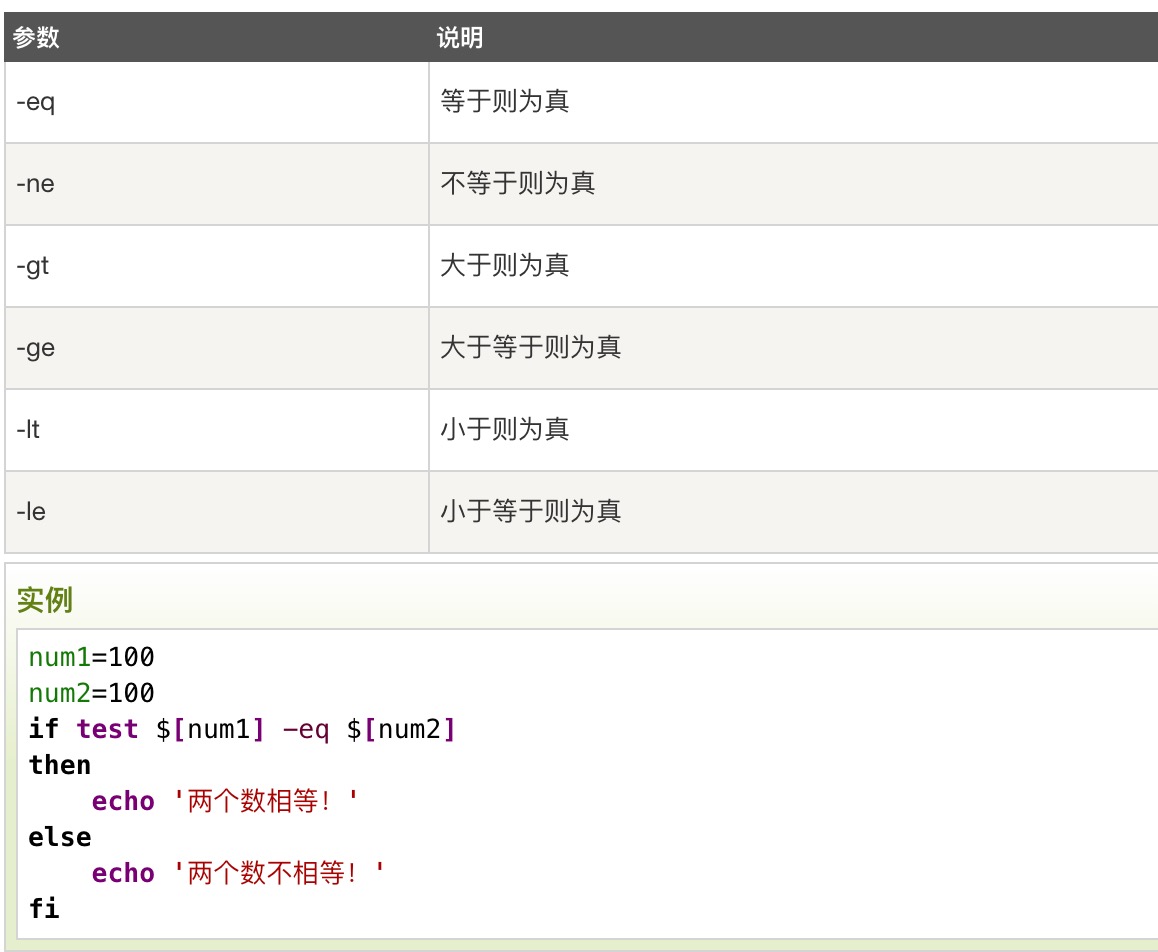 参数 说明
-eq 等于则为真
-ne 不等于则为真
-gt 大于则为真
-ge 大于等于则为真
-lt 小于则为真
-le 小于等于则为真
实例
num1=100
num2=100
if test $[num1] -eq $[num2]
then
    echo '两个数相等！'
else
    echo '两个数不相等！'
fi